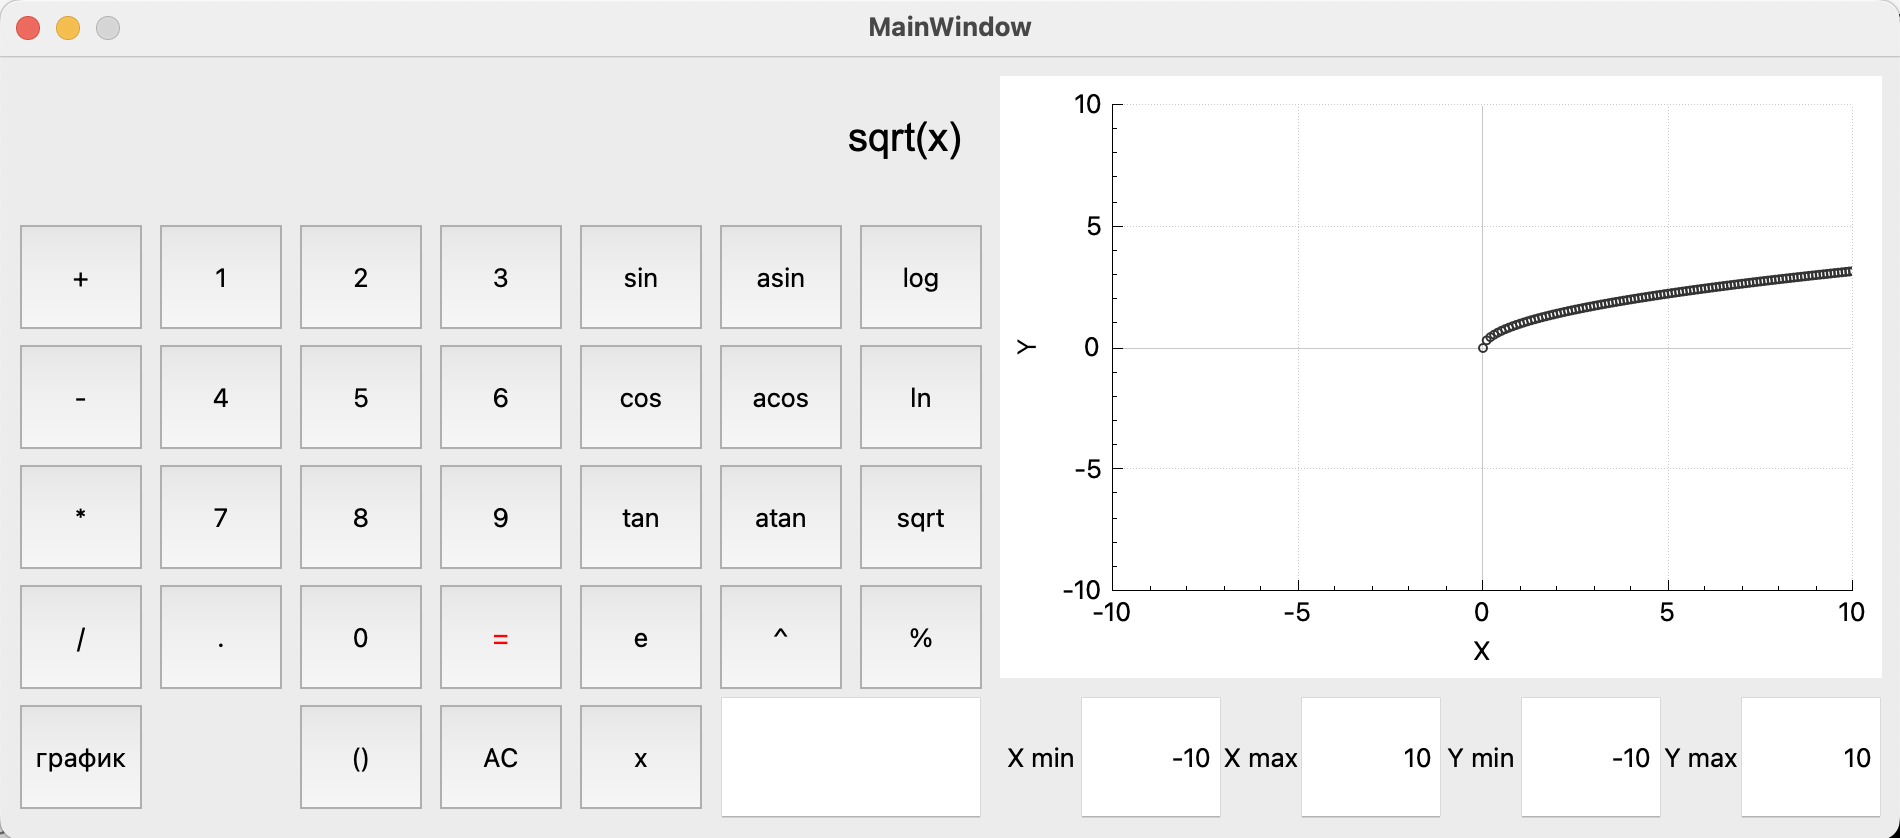 MainWindow
sqrt(x)
+ 1 2 3 sin asin log
- 4 5 6 cos acos ln
* 7 8 9 tan atan sqrt
/ . 0 = e ^ %
график () AC x
10
5
Y 0
-5
-10
-10 -5 0 5 10
X
X min -10 X max 10 Y min -10 Y max 10